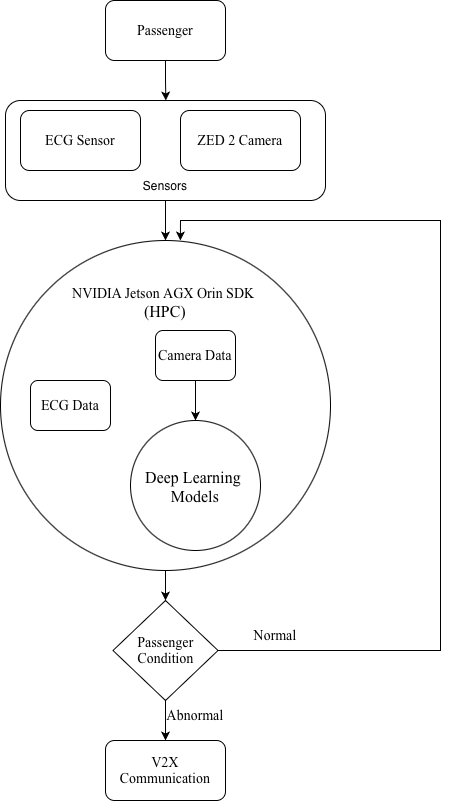 Passenger
ECG Sensor
ZED 2 Camera
Sensors
NVIDIA Jetson AGX Orin SDK
(HPC)
Camera Data
ECG Data
Deep Learning
Models
Passenger
Condition
Normal
Abnormal
V2X
Communication